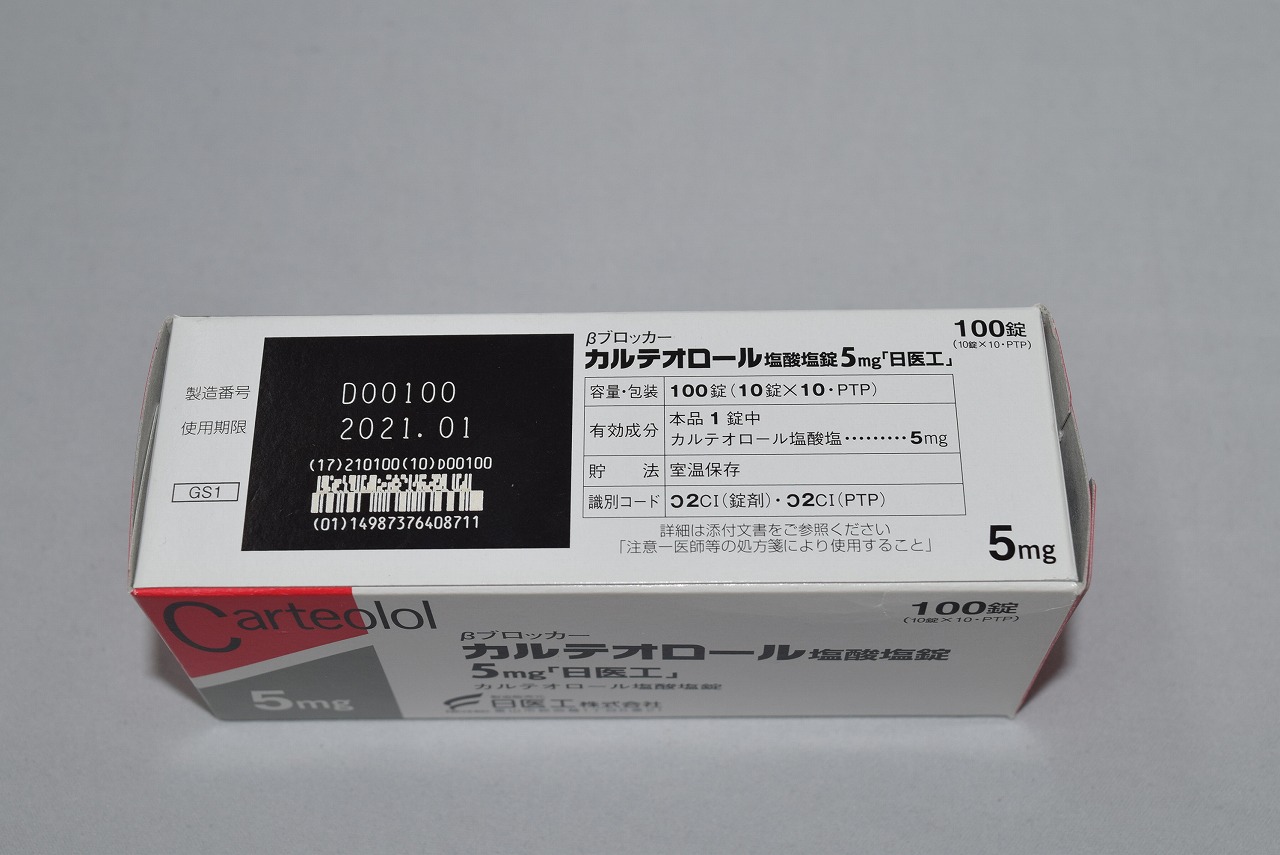 βブロッカー
カルテオロール塩酸塩錠5mg「日医工」
100錠
(10錠×10・PTP)
製造番号 D00100
使用期限 2021.01
GS1
(17)210100(10)D00100
(01)14987376408711
容量・包装 100錠(10錠×10・PTP)
有効成分 本品1錠中
カルテオロール塩酸塩………5mg
貯法 室温保存
識別コード 2CI(錠剤)・2CI(PTP)
詳細は添付文書をご参照ください
「注意ー医師等の処方箋により使用すること」
5mg
Carteolol
βブロッカー
カルテオロール塩酸塩錠
5mg「日医工」
カルテオロール塩酸塩錠
100錠
(10錠×10・PTP)
5mg
日医工株式会社